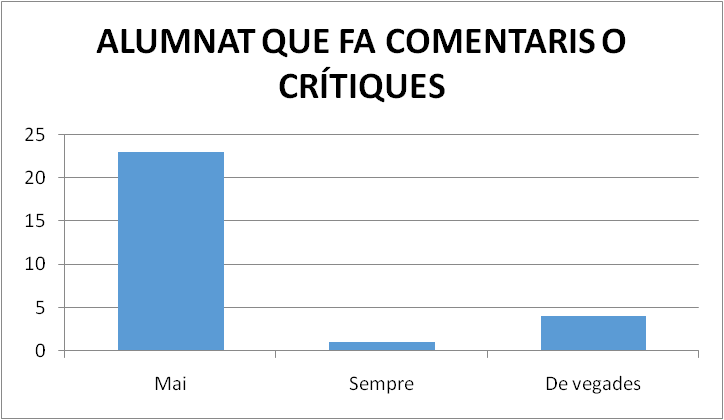 ALUMNAT QUE FA COMENTARIS O
CRÍTIQUES
25
20
15
10
5
0
Mai
Sempre
De vegades